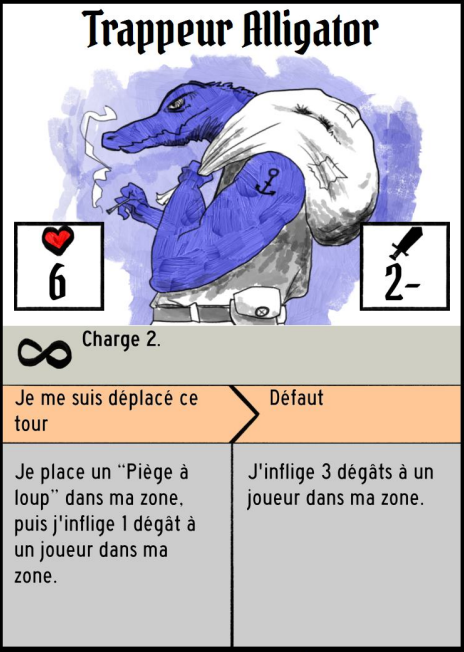 Trappeur Alligator
6
2-
Charge 2.
Je me suis déplacé ce
tour
Défaut
Je place un “Piège à
loup” dans ma zone,
puis j'inflige 1 dégât à
un joueur dans ma
zone.
J'inflige 3 dégâts à un
joueur dans ma zone.